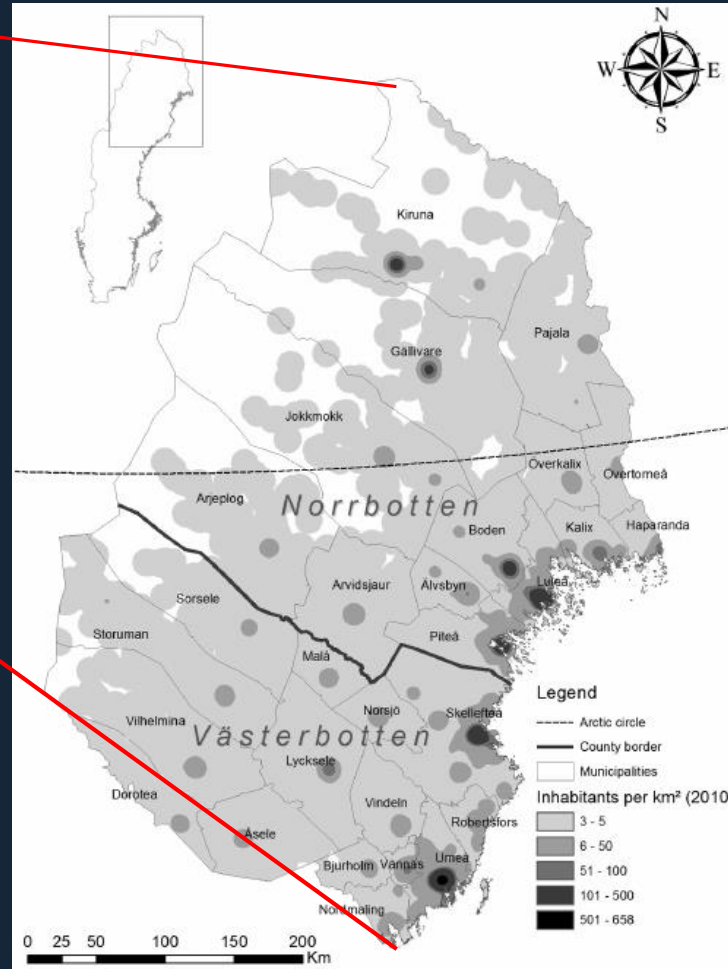 N
W E
S
Kiruna
Pajala
Gällivare
Jokkmokk
Överkalix
Övertorneå
Arjeplog
Norrbotten
Boden
Kalix
Haparanda
Arvidsjaur
Älvsbyn
Luleå
Sorsele
Storuman
Piteå
Malå
Legend
Norsjö
Skellefteå
Arctic circle
Vilhelmina
Västerbotten
County border
Lycksele
Municipalities
Dorotea
Inhabitants per km² (2010
Vindeln
Robertsfors
3 - 5
Åsele
6 - 50
Bjurholm
Vännäs
Umeå
51 - 100
Nordmaling
101 - 500
501 - 658
0 25 50 100 150 200
Km